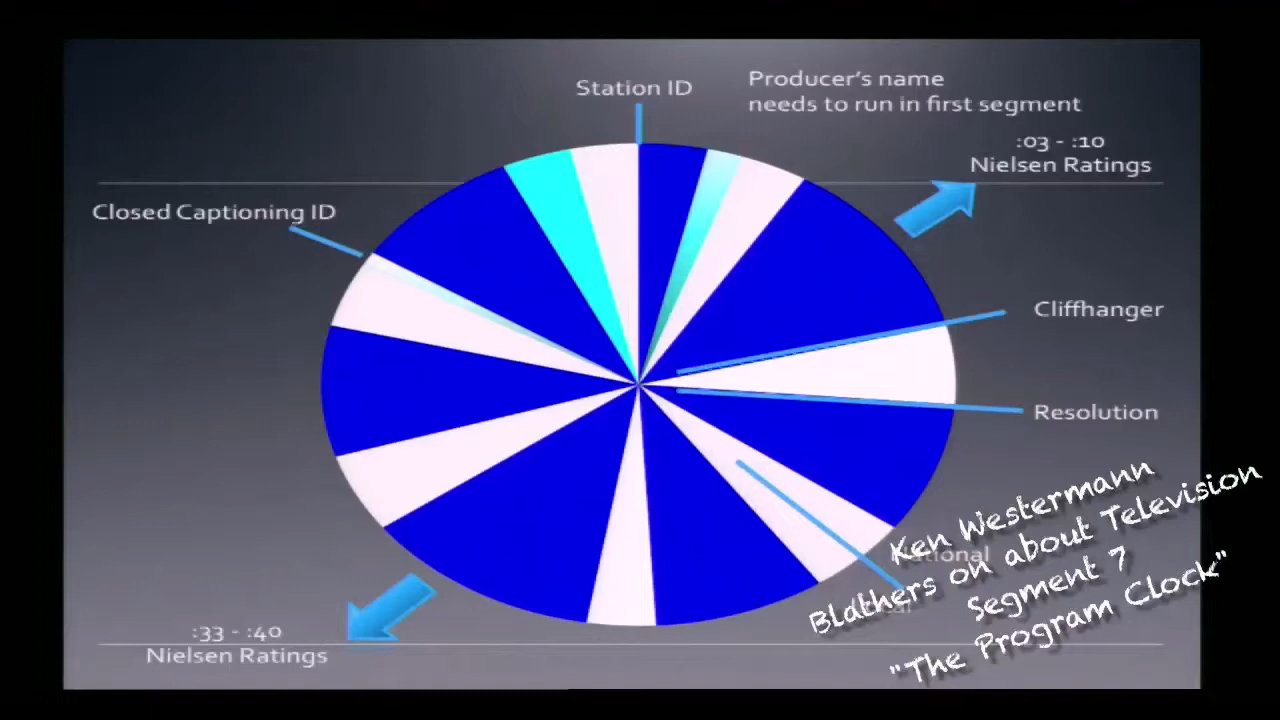 Station ID
Producer's name
needs to run in first segment
:03 - :10
Nielsen Ratings
Closed Captioning ID
Cliffhanger
Resolution
National
Ken Westermann
Blathers on about Television
Segment 7
"The Program Clock"
:33 - :40
Nielsen Ratings